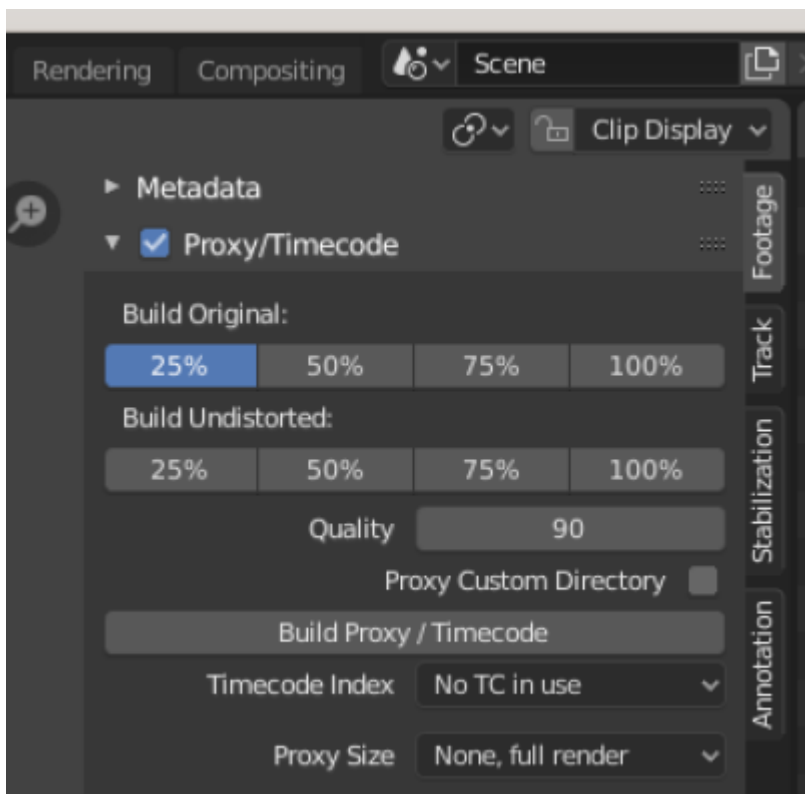 Rendering Compositing Scene
Clip Display
Metadata
Proxy/Timecode
Build Original:
25% 50% 75% 100%
Build Undistorted:
25% 50% 75% 100%
Quality 90
Proxy Custom Directory
Build Proxy / Timecode
Timecode Index No TC in use
Proxy Size None, full render
Footage
Track
Stabilization
Annotation